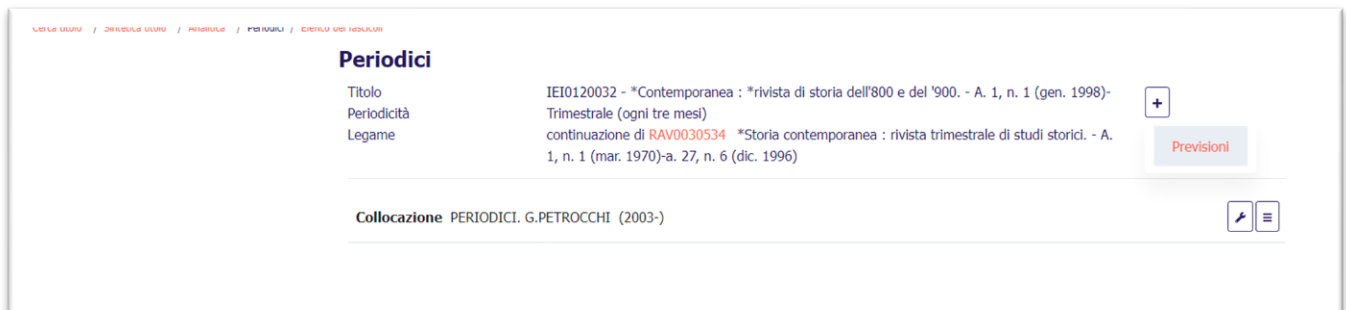 Cerca titolo / Sintetica titolo / Analitica / Periodici / Elenco dei fascicoli
Periodici
Titolo IEI0120032 - *Contemporanea : *rivista di storia dell'800 e del '900. - A. 1, n. 1 (gen. 1998)- +
Periodicità Trimestrale (ogni tre mesi)
Legame continuazione di RAV0030534 *Storia contemporanea : rivista trimestrale di studi storici. - A.
1, n. 1 (mar. 1970)-a. 27, n. 6 (dic. 1996)
Previsioni
Collocazione PERIODICI. G.PETROCCHI (2003-)